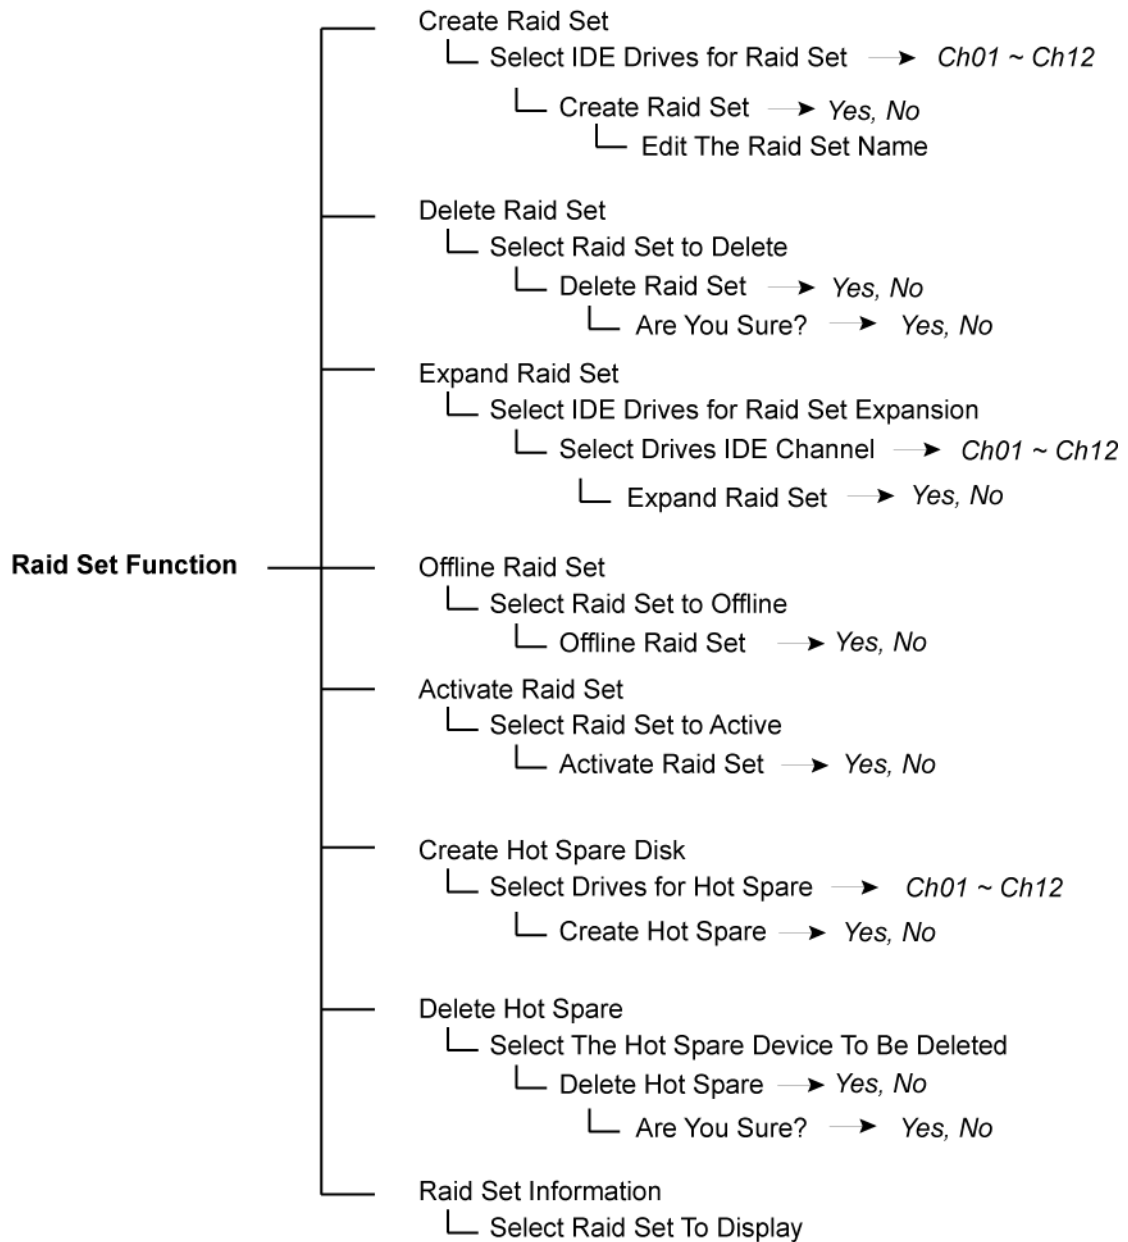 Create Raid Set
Select IDE Drives for Raid Set Ch01 ~ Ch12
Create Raid Set Yes, No
Edit The Raid Set Name
Delete Raid Set
Select Raid Set to Delete
Delete Raid Set Yes, No
Are You Sure? Yes, No
Expand Raid Set
Select IDE Drives for Raid Set Expansion
Select Drives IDE Channel Ch01 ~ Ch12
Expand Raid Set Yes, No
Raid Set Function
Offline Raid Set
Select Raid Set to Offline
Offline Raid Set Yes, No
Activate Raid Set
Select Raid Set to Active
Activate Raid Set Yes, No
Create Hot Spare Disk
Select Drives for Hot Spare Ch01 ~ Ch12
Create Hot Spare Yes, No
Delete Hot Spare
Select The Hot Spare Device To Be Deleted
Delete Hot Spare Yes, No
Are You Sure? Yes, No
Raid Set Information
Select Raid Set To Display